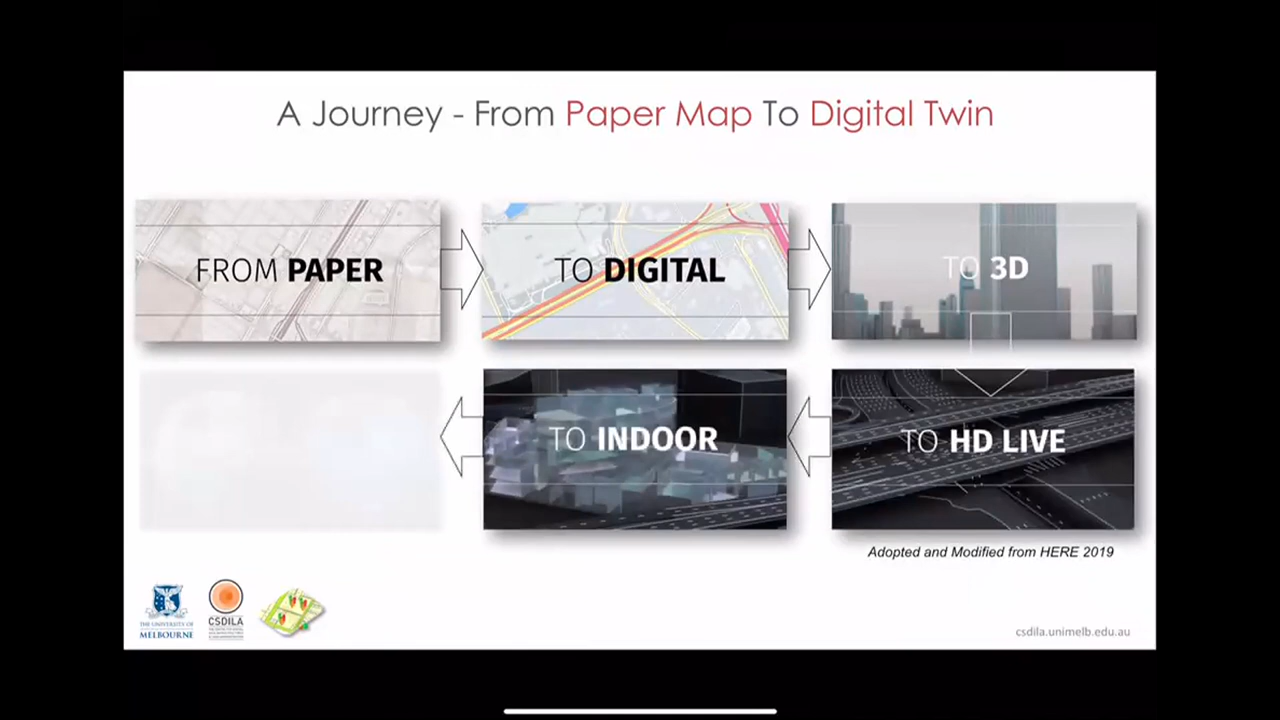 A Journey - From Paper Map To Digital Twin
FROM PAPER
TO DIGITAL
TO 3D
TO INDOOR
TO HD LIVE
Adopted and Modified from HERE 2019
THE UNIVERSITY OF
MELBOURNE
CSDILA
csdila.unimelb.edu.au